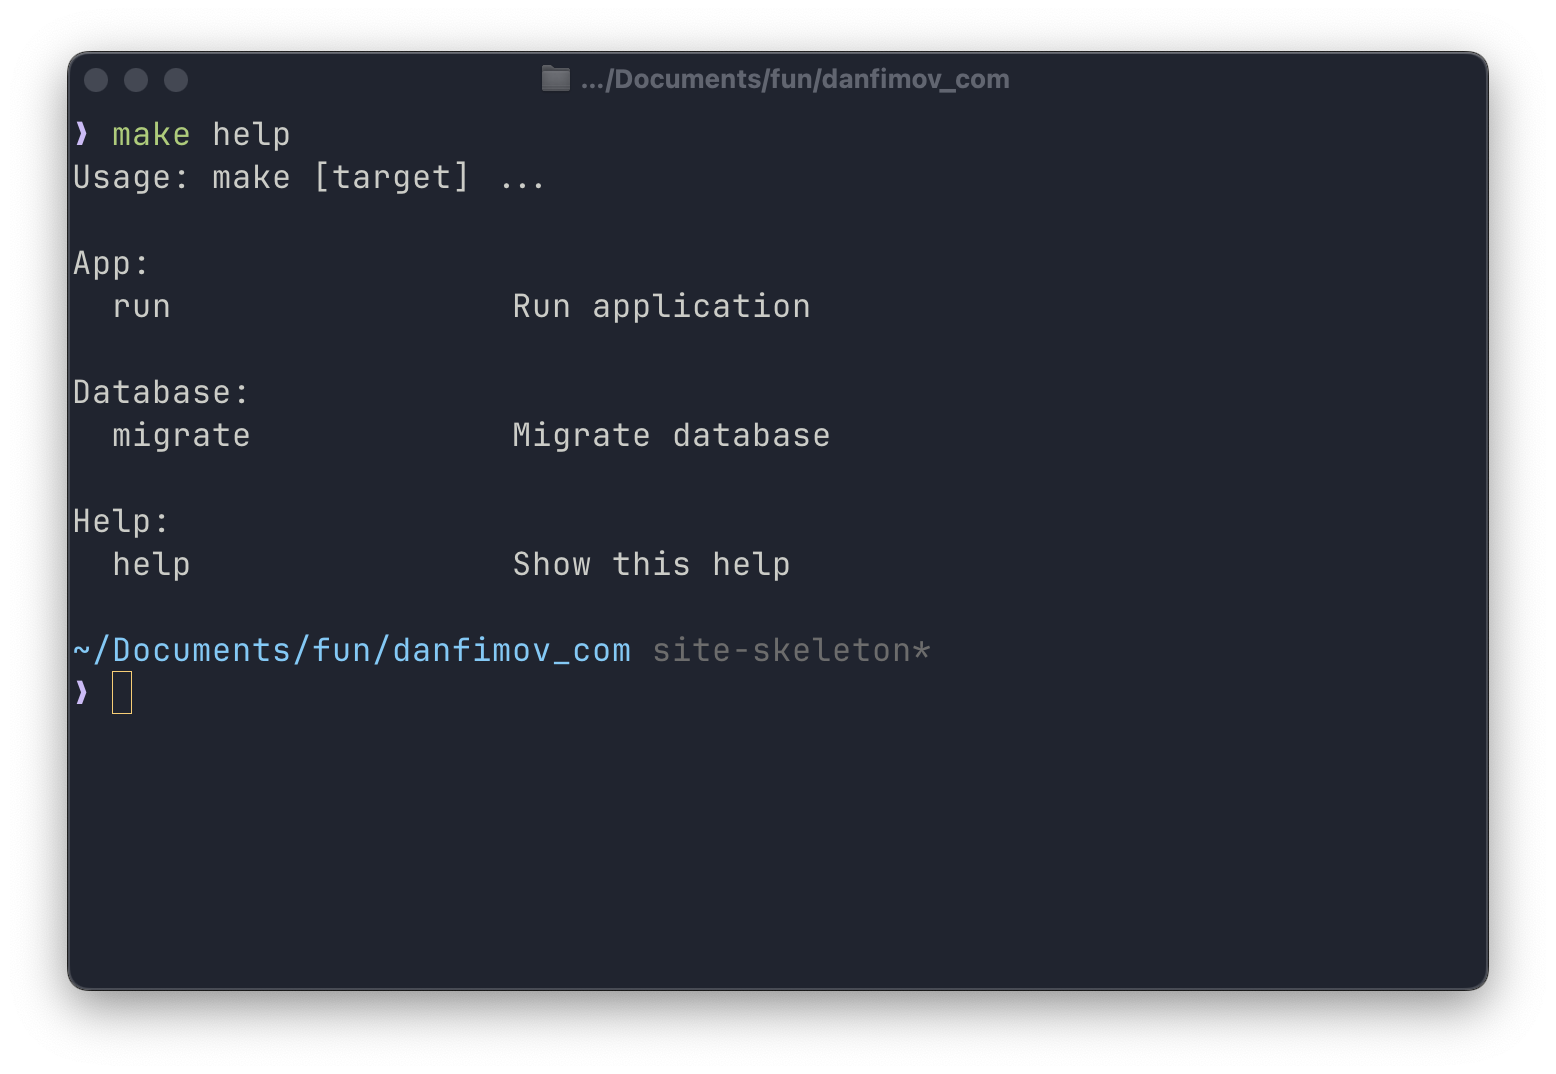 .../Documents/fun/danfimov_com
❯ make help
Usage: make [target] ...
App:
  run                 Run application
Database:
  migrate             Migrate database
Help:
  help                Show this help
~/Documents/fun/danfimov_com site-skeleton*
❯